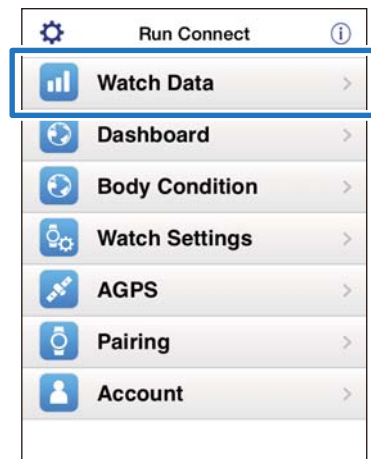 Run Connect
Watch Data
Dashboard
Body Condition
Watch Settings
AGPS
Pairing
Account